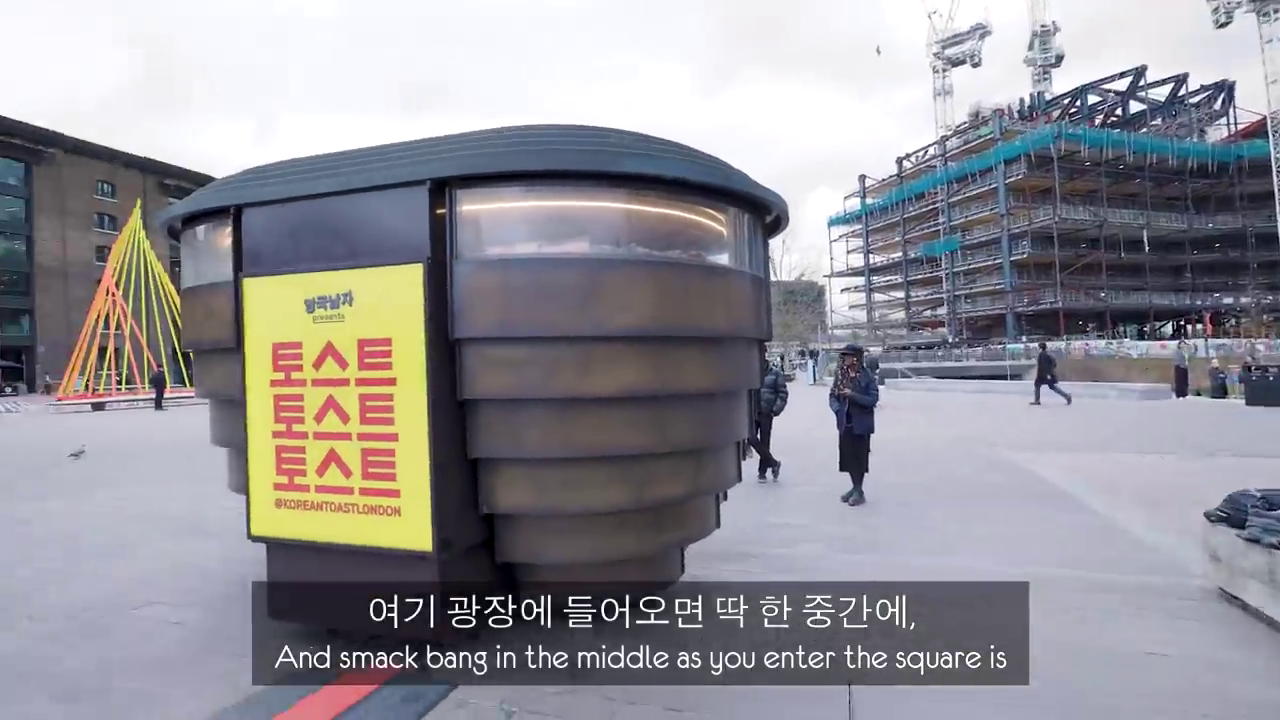 영국남자
presents
토스트
토스트
토스트
@KOREANTOASTLONDON
여기 광장에 들어오면 딱 한 중간에,
And smack bang in the middle as you enter the square is